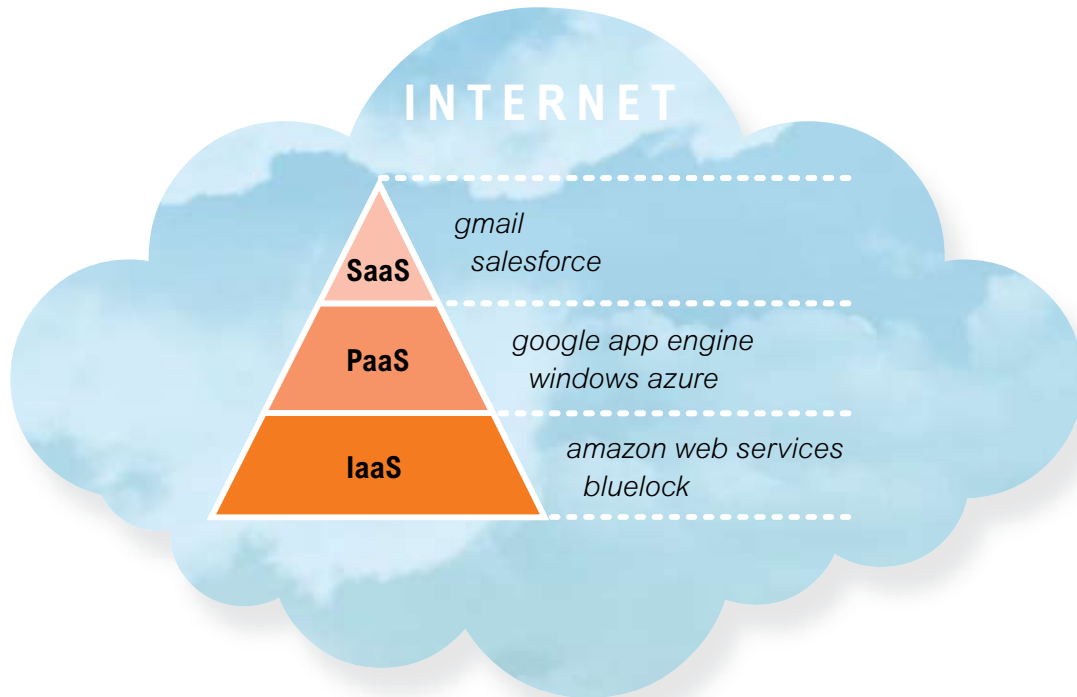 INTERNET
gmail
salesforce
SaaS
google app engine
windows azure
PaaS
amazon web services
bluelock
IaaS